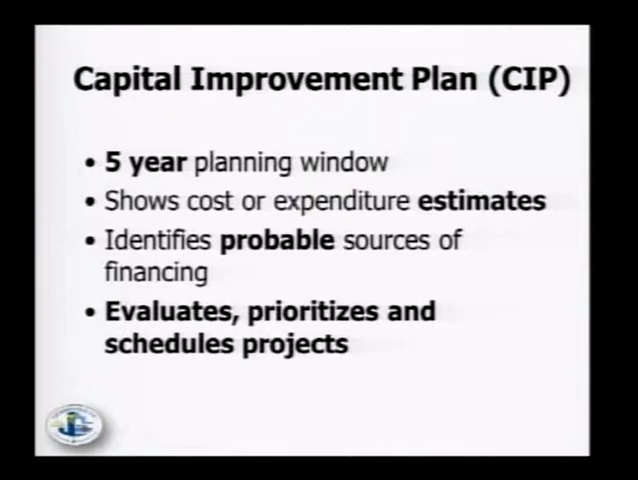 Capital Improvement Plan (CIP)
• 5 year planning window
• Shows cost or expenditure estimates
• Identifies probable sources of
financing
• Evaluates, prioritizes and
schedules projects